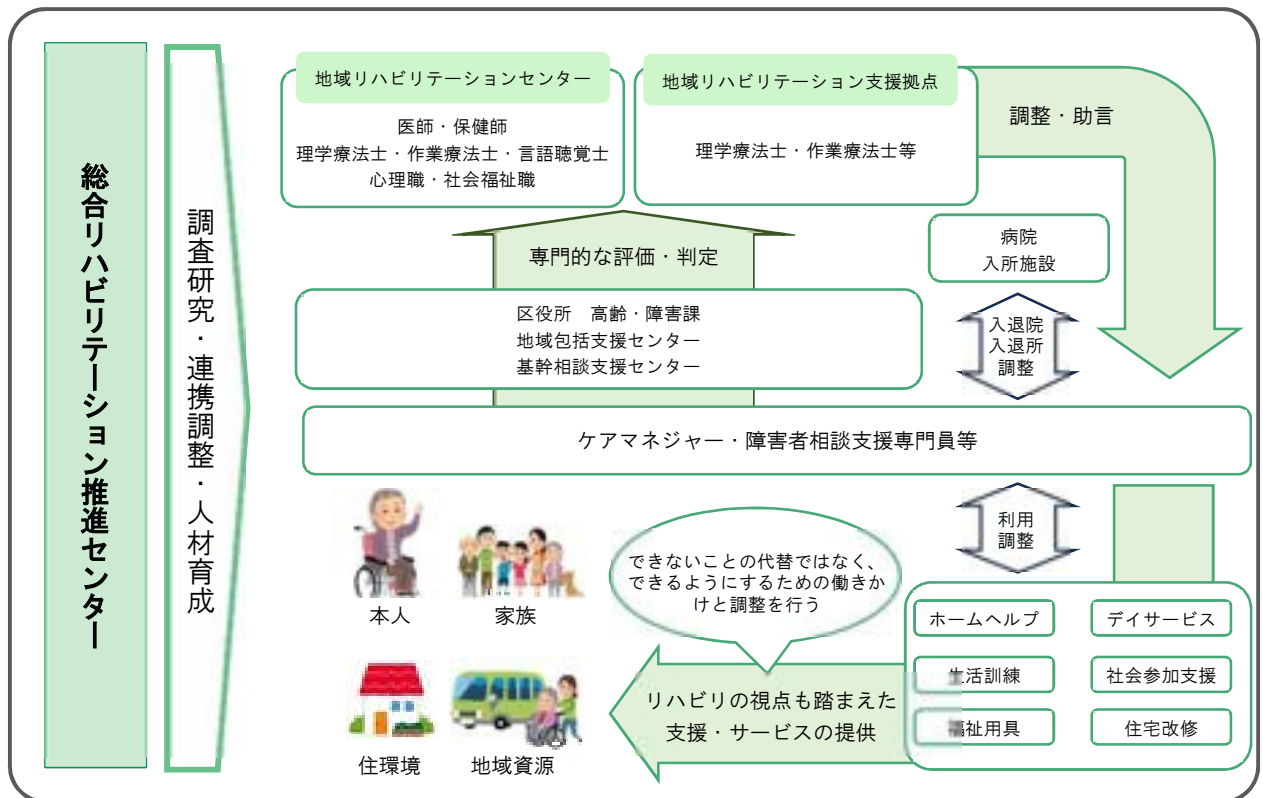 総合リハビリテーション推進センター
調査研究・連携調整・人材育成
地域リハビリテーションセンター
医師・保健師
理学療法士・作業療法士・言語聴覚士
心理職・社会福祉職
地域リハビリテーション支援拠点
理学療法士・作業療法士等
調整・助言
専門的な評価・判定
病院
入所施設
区役所　高齢・障害課
地域包括支援センター
基幹相談支援センター
入退院
入退所
調整
ケアマネジャー・障害者相談支援専門員等
本人
家族
できないことの代替ではなく、
できるようにするための働きか
けと調整を行う
利用
調整
ホームヘルプ
デイサービス
生活訓練
社会参加支援
福祉用具
住宅改修
リハビリの視点も踏まえた
支援・サービスの提供
住環境
地域資源